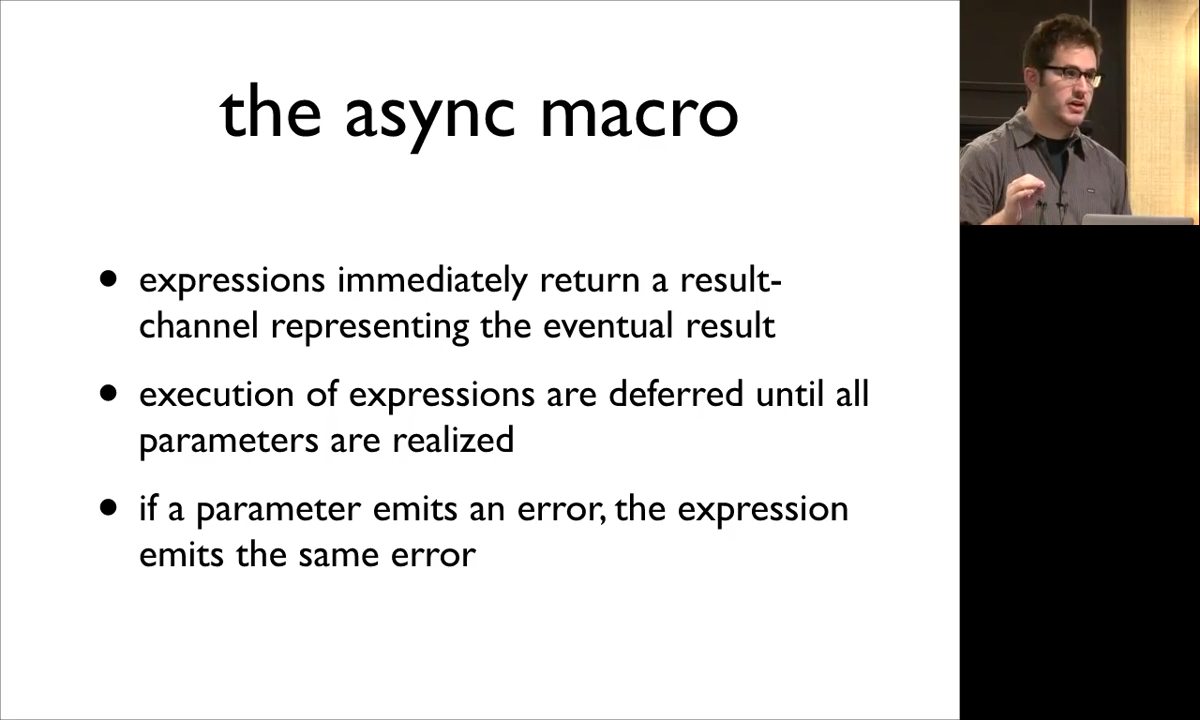 the async macro
• expressions immediately return a result-
channel representing the eventual result
• execution of expressions are deferred until all
parameters are realized
• if a parameter emits an error, the expression
emits the same error